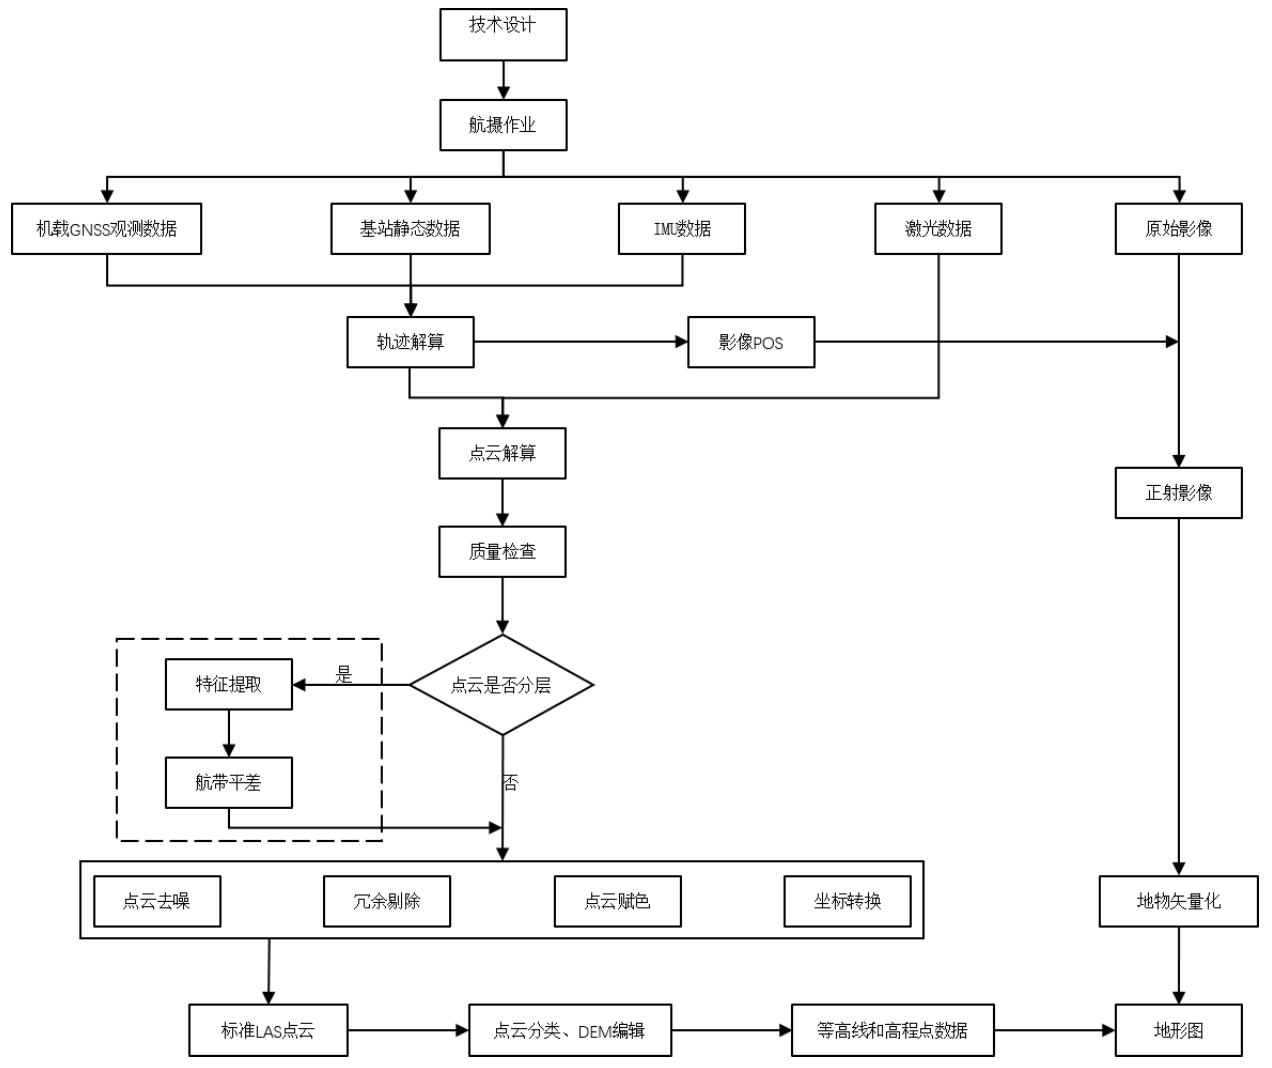 技术设计
航摄作业
机载GNSS观测数据
基站静态数据
IMU数据
激光数据
原始影像
轨迹解算
影像POS
点云解算
正射影像
质量检查
是
特征提取
点云是否分层
航带平差
否
点云去噪
冗余剔除
点云赋色
坐标转换
地物矢量化
标准LAS点云
点云分类、DEM编辑
等高线和高程点数据
地形图